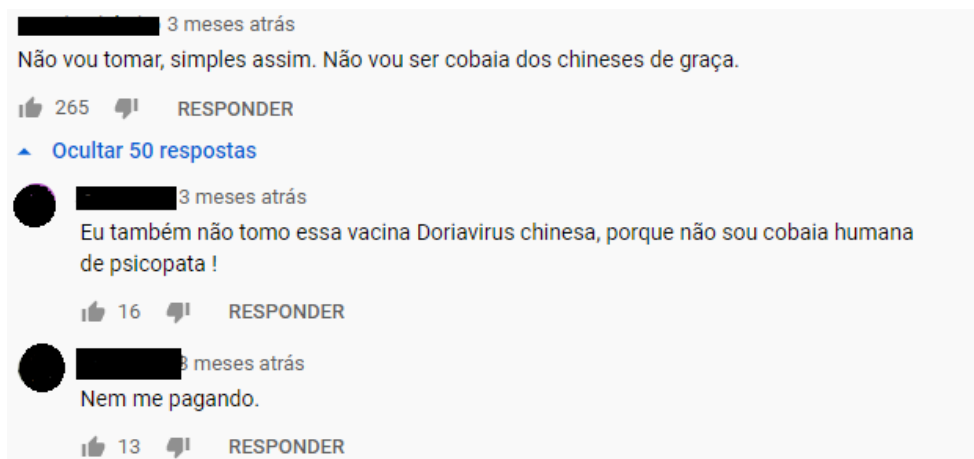 3 meses atrás
Não vou tomar, simples assim. Não vou ser cobaia dos chineses de graça.
265 RESPONDER
Ocultar 50 respostas
3 meses atrás
Eu também não tomo essa vacina Doriavirus chinesa, porque não sou cobaia humana
de psicopata !
16 RESPONDER
3 meses atrás
Nem me pagando.
13 RESPONDER